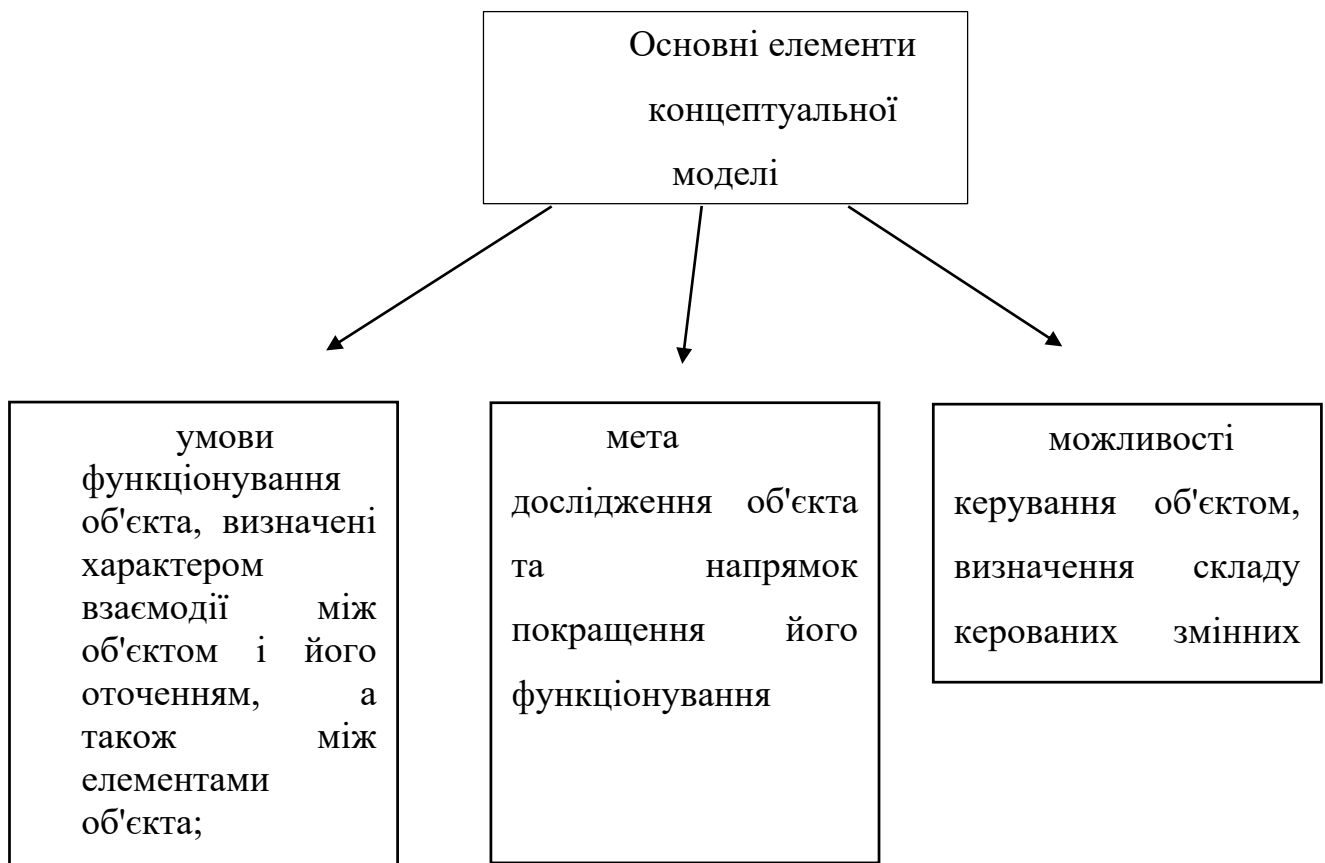 Основні елементи
концептуальної
моделі
умови
функціонування
об'єкта, визначені
характером
взаємодії між
об'єктом і його
оточенням, а
також між
елементами
об'єкта;
мета
дослідження об'єкта
та напрямок
покращення його
функціонування
можливості
керування об'єктом,
визначення складу
керованих змінних